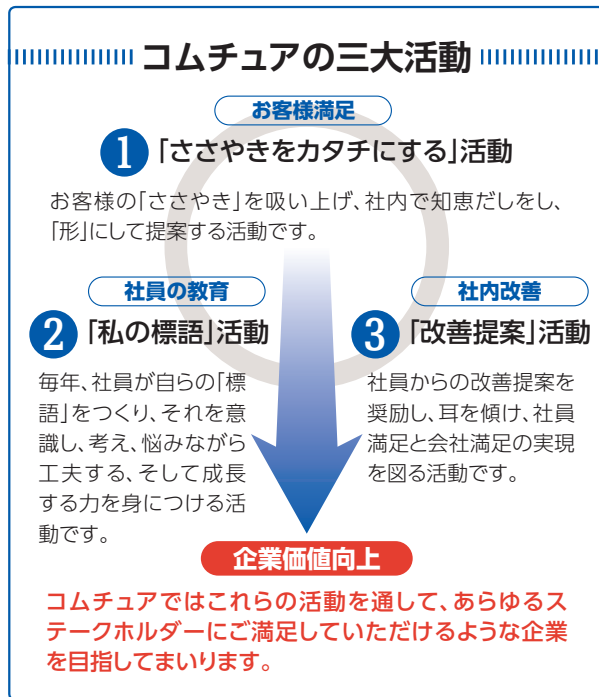 コムチュアの三大活動
お客様満足
1「ささやきをカタチにする」活動
お客様の「ささやき」を吸い上げ、社内で知恵だしをし、
「形」にして提案する活動です。
社員の教育
2「私の標語」活動
毎年、社員が自らの「標
語」をつくり、それを意
識し、考え、悩みながら
工夫する、そして成長
する力を身につける活
動です。
社内改善
3「改善提案」活動
社員からの改善提案を
奨励し、耳を傾け、社員
満足と会社満足の実現
を図る活動です。
企業価値向上
コムチュアではこれらの活動を通して、あらゆるス
テークホルダーにご満足していただけるような企業
を目指してまいります。